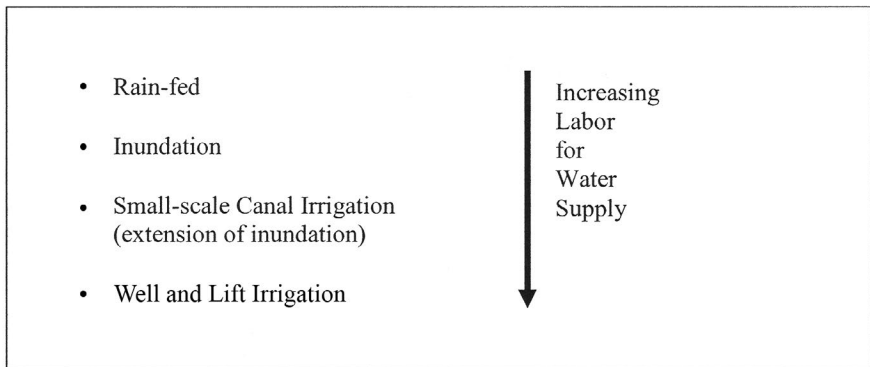 • Rain-fed
• Inundation
• Small-scale Canal Irrigation
(extension of inundation)
• Well and Lift Irrigation
Increasing
Labor
for
Water
Supply